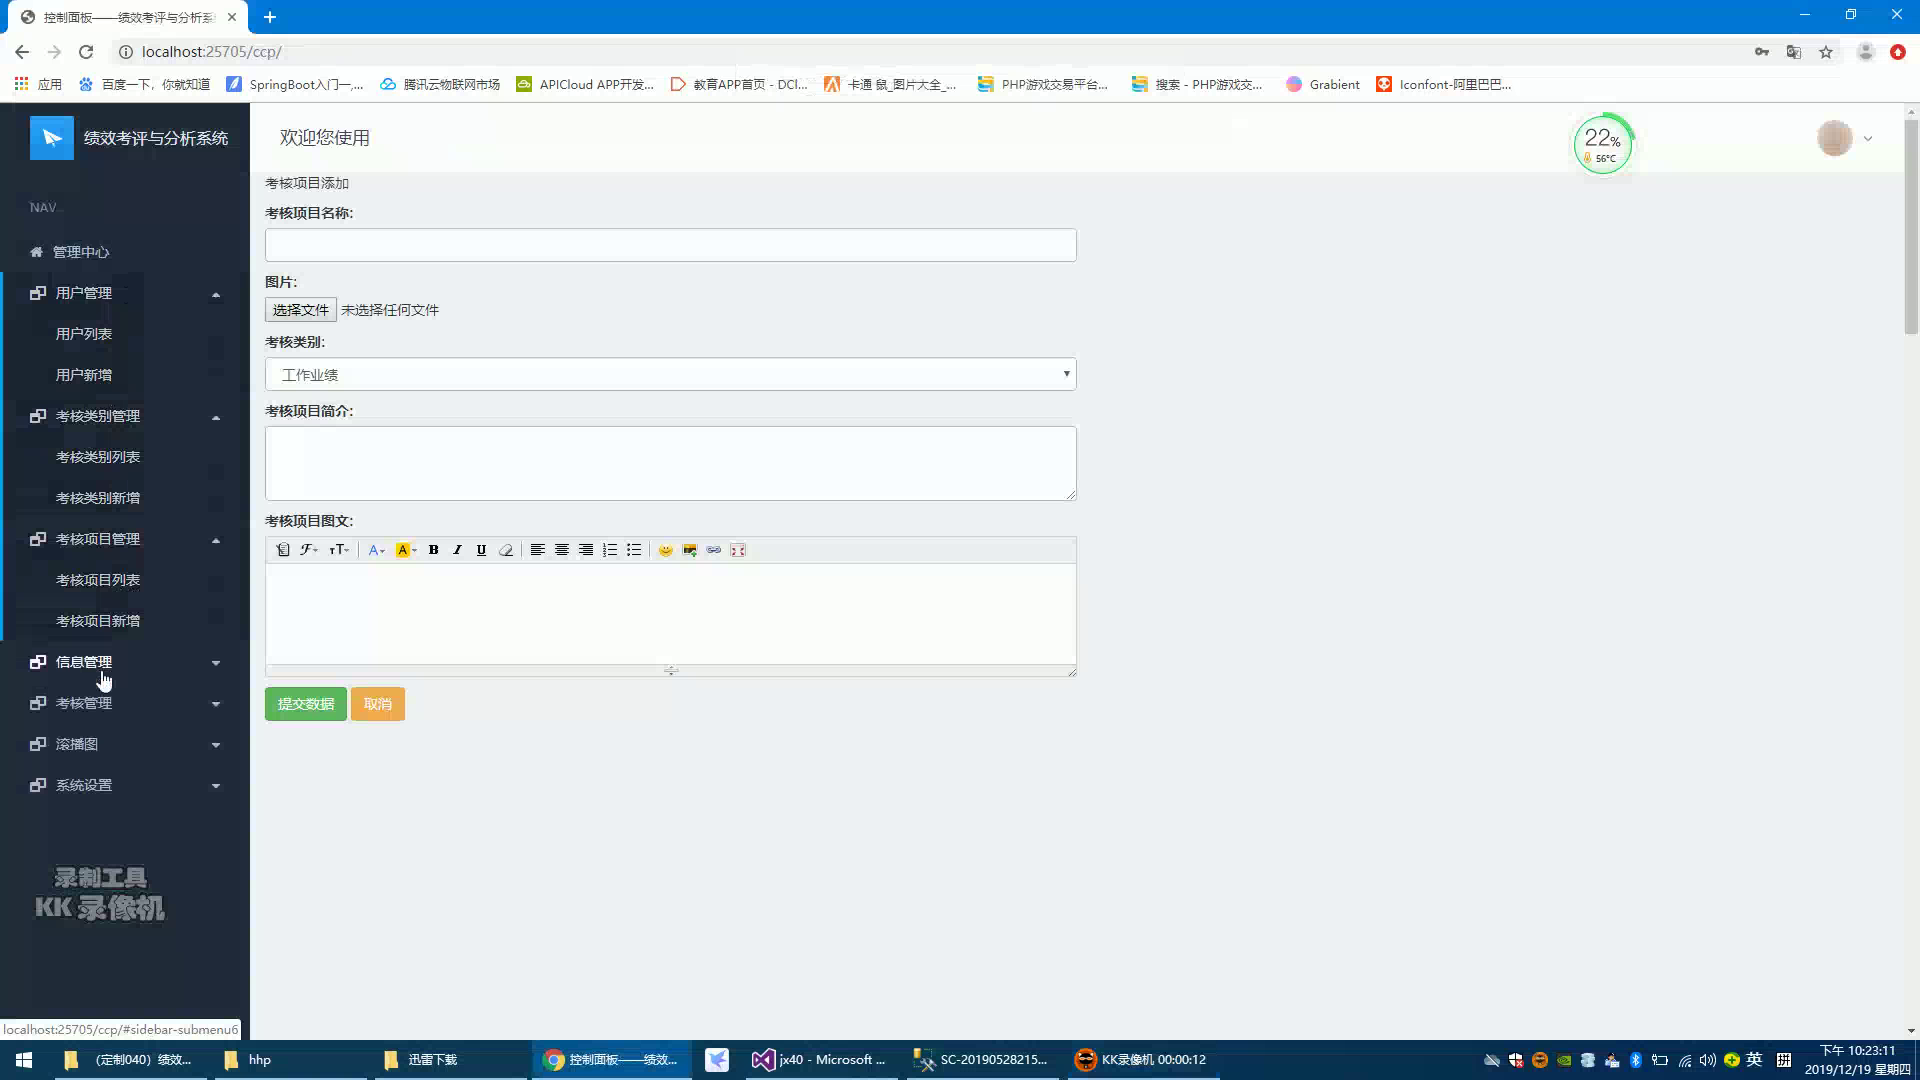 控制面板——绩效考评与分析系
localhost:25705/ccp/
应用
百度一下，你就知道
SpringBoot入门一,...
腾讯云物联网市场
APICloud APP开发...
教育APP首页 - DCl...
卡通 鼠_图片大全_...
PHP游戏交易平台...
搜索 - PHP游戏交...
Grabient
Iconfont-阿里巴巴...
绩效考评与分析系统
欢迎您使用
22%
56°C
NAV
管理中心
用户管理
用户列表
用户新增
考核类别管理
考核类别列表
考核类别新增
考核项目管理
考核项目列表
考核项目新增
信息管理
考核管理
滚播图
系统设置
考核项目添加
考核项目名称:
图片:
选择文件 未选择任何文件
考核类别:
工作业绩
考核项目简介:
考核项目图文:
提交数据 取消
录制工具
KK 录像机
localhost:25705/ccp/#sidebar-submenu6
（定制040）绩效...
hhp
迅雷下载
控制面板——绩效...
jx40 - Microsoft ...
SC-20190528215...
KK录像机 00:00:12
英
拼
下午 10:23:11
2019/12/19 星期四